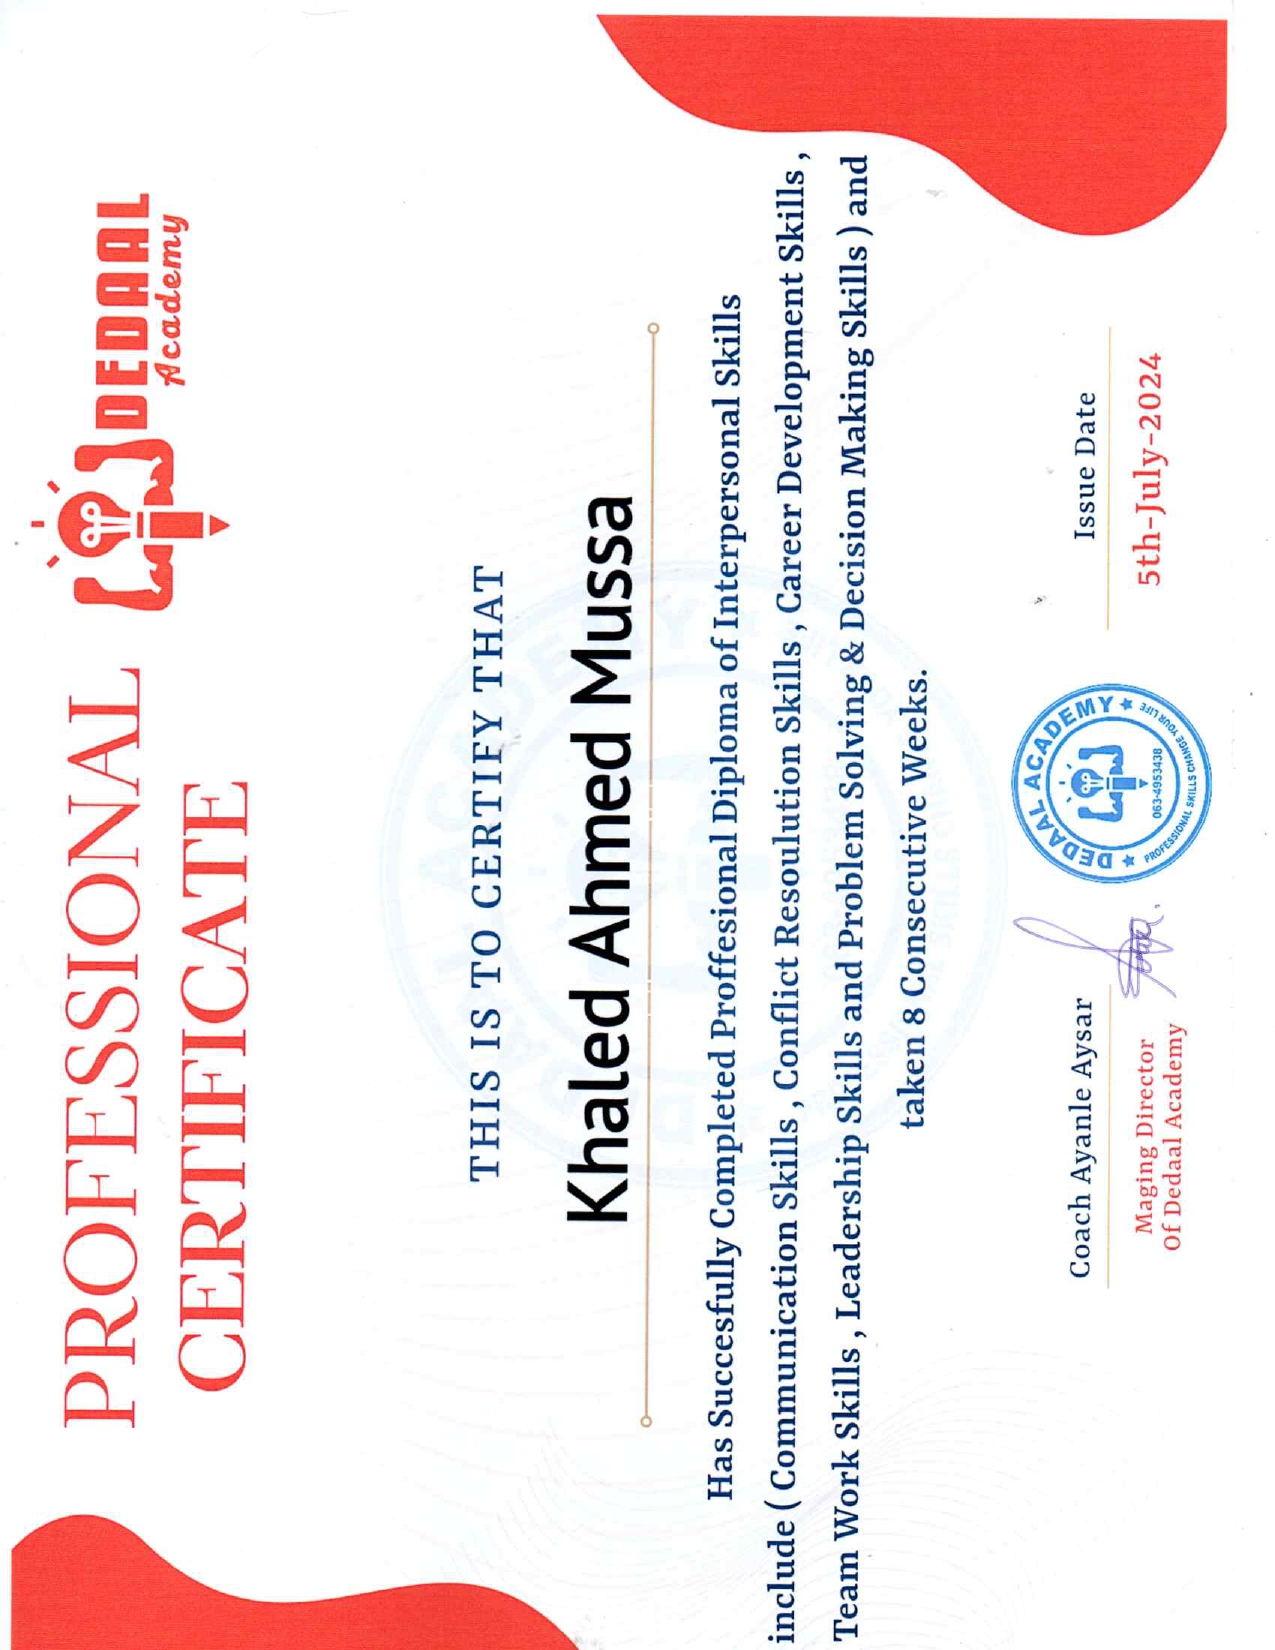 PROFESSIONAL
CERTIFICATE
DEDAAL
Academy
THIS IS TO CERTIFY THAT
Khaled Ahmed Mussa
Has Succesfully Completed Proffesional Diploma of Interpersonal Skills
include ( Communication Skills , Conflict Resoulution Skills , Career Development Skills ,
Team Work Skills , Leadership Skills and Problem Solving & Decision Making Skills ) and
taken 8 Consecutive Weeks.
Coach Ayanle Aysar
Maging Director
Of Dedaal Academy
DEDAAL ACADEMY
063-4953438
PROFESSIONAL SKILLS CHANGE YOUR LIFE
Issue Date
5th-July-2024